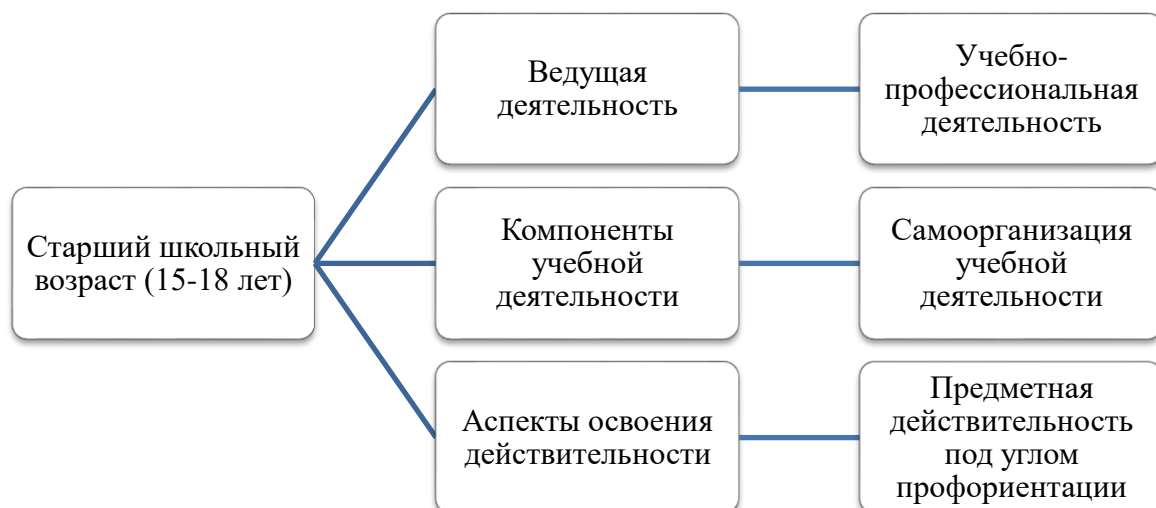 Старший школьный
возраст (15-18 лет)
Ведущая
деятельность
Учебно-
профессиональная
деятельность
Компоненты
учебной
деятельности
Самоорганизация
учебной
деятельности
Аспекты освоения
действительности
Предметная
действительность
под углом
профориентации